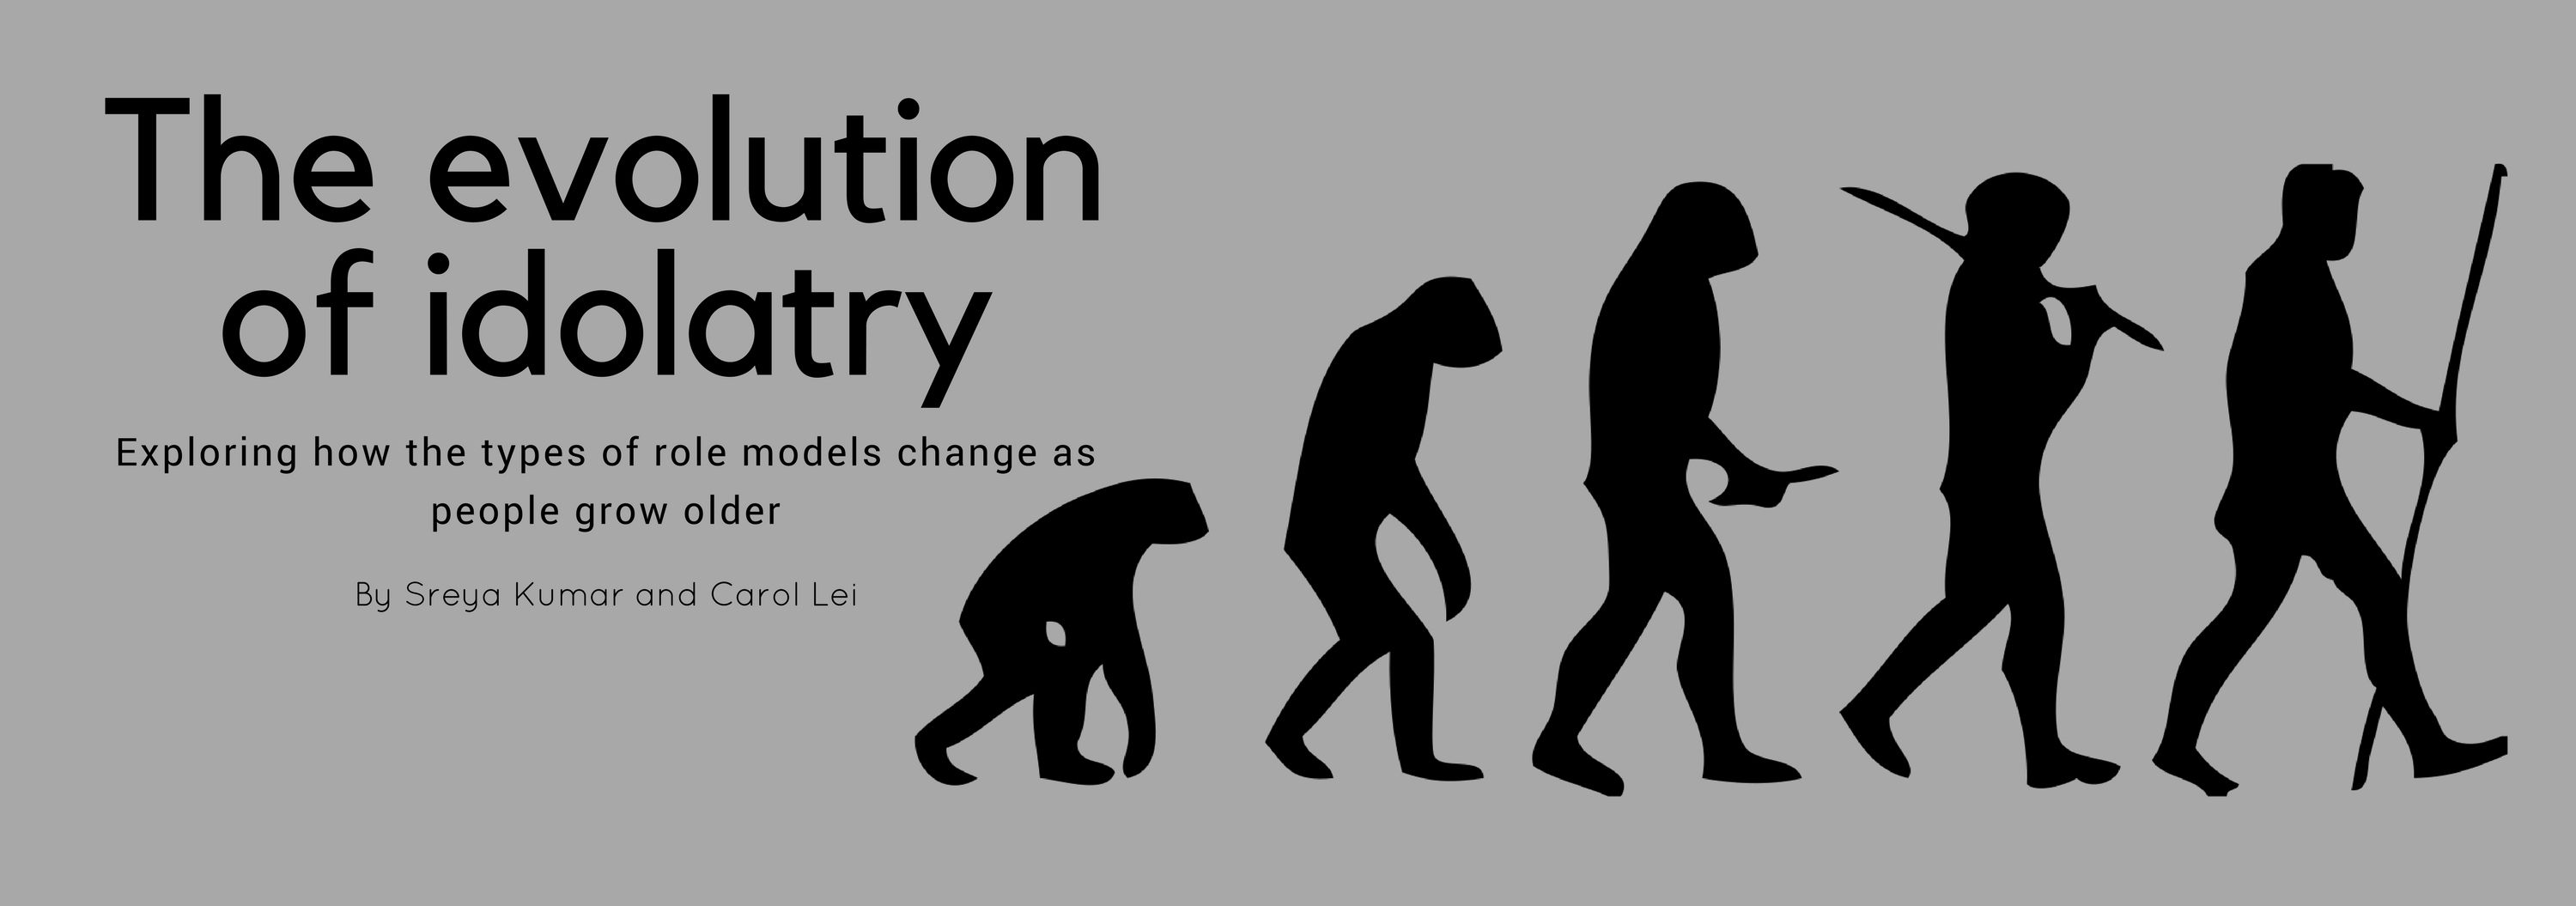 The evolution
of idolatry
Exploring how the types of role models change as
people grow older
By Sreya Kumar and Carol Lei